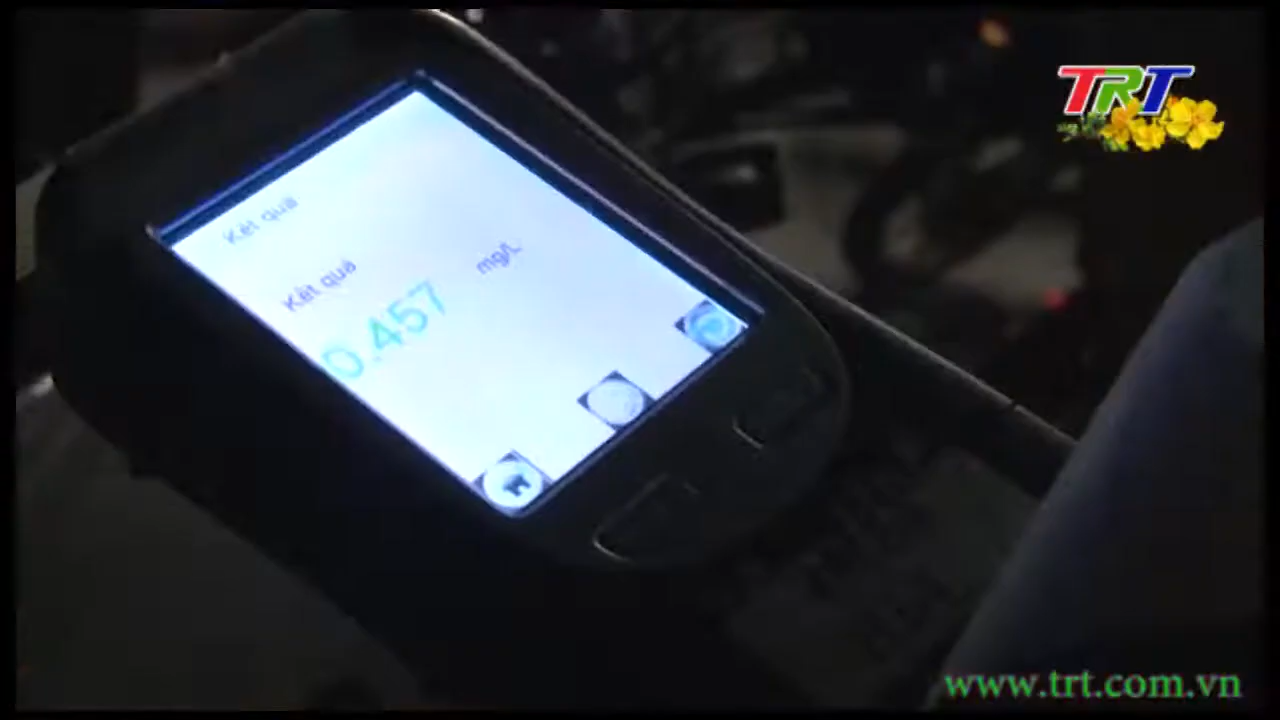 TRT
Kết quả
Kết quả
mg/L
0.457
www.trt.com.vn